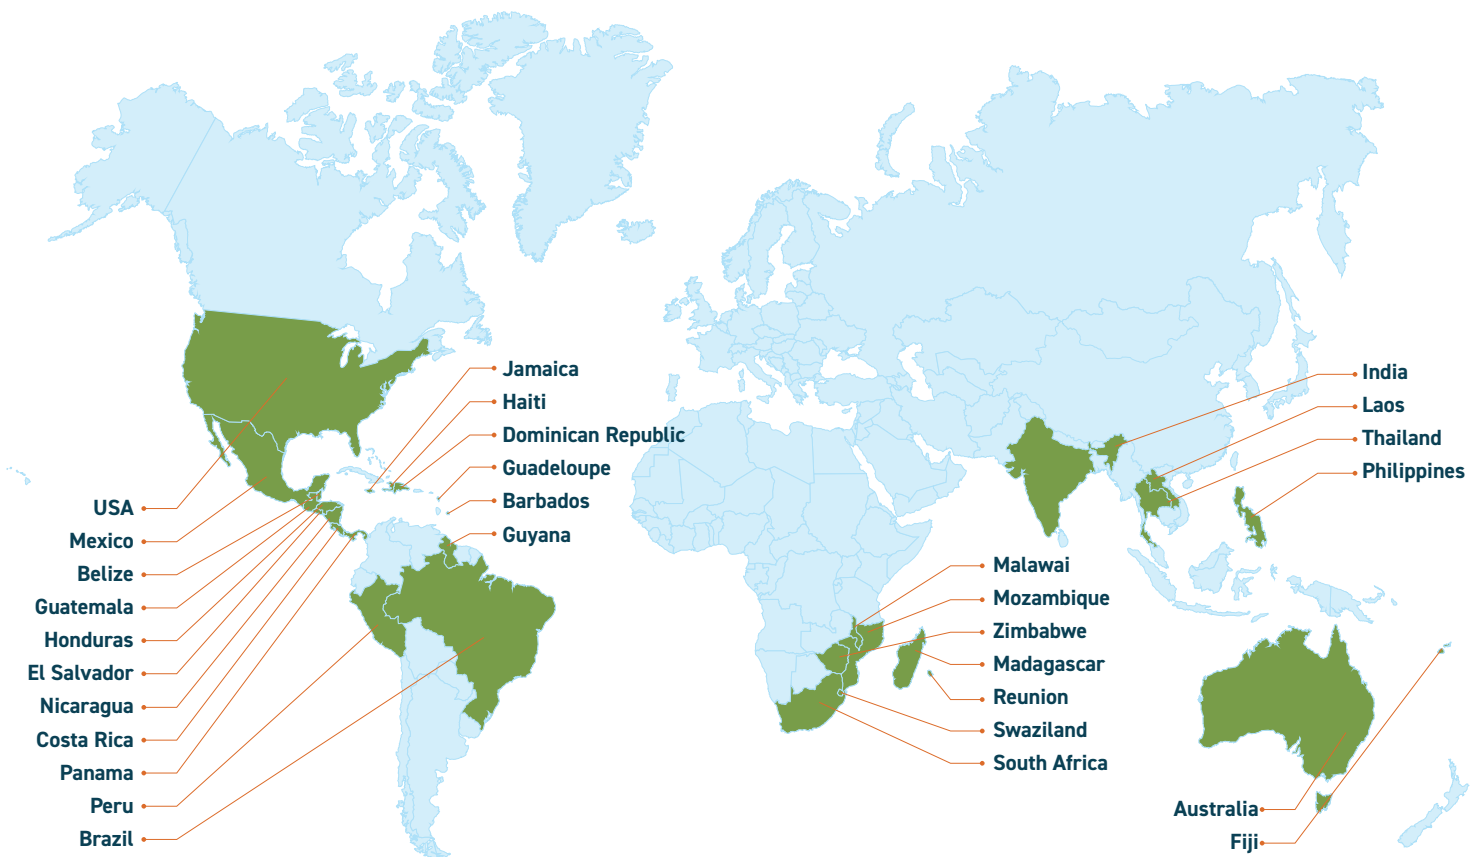 USA
Mexico
Belize
Guatemala
Honduras
El Salvador
Nicaragua
Costa Rica
Panama
Peru
Brazil
Jamaica
Haiti
Dominican Republic
Guadeloupe
Barbados
Guyana
Malawai
Mozambique
Zimbabwe
Madagascar
Reunion
Swaziland
South Africa
India
Laos
Thailand
Philippines
Australia
Fiji